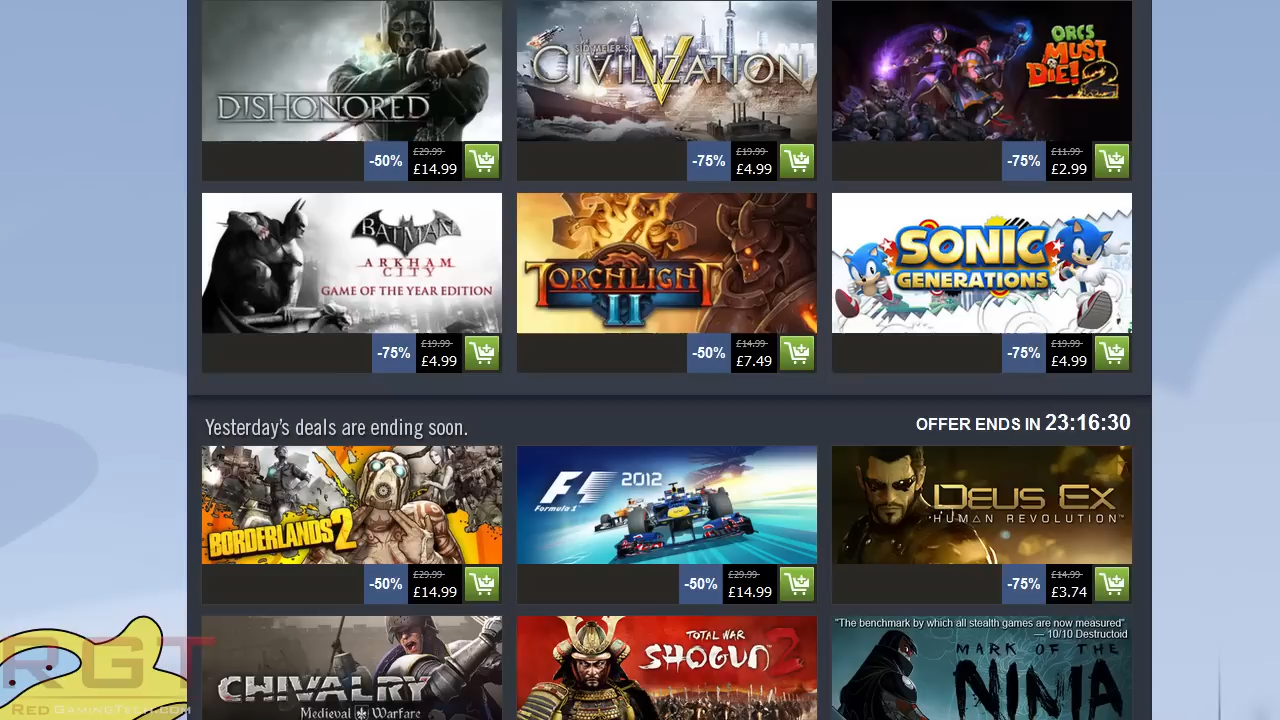 DISHONORED
SID MEIER'S
CIVILIZATION
V
ORCS
MUST
DIE!
2
-50%
£29.99
£14.99
-75%
£19.99
£4.99
-75%
£11.99
£2.99
BATMAN
ARKHAM
CITY
GAME OF THE YEAR EDITION
TORCHLIGHT
II
SONIC
GENERATIONS
-75%
£19.99
£4.99
-50%
£14.99
£7.49
-75%
£19.99
£4.99
Yesterday's deals are ending soon.
OFFER ENDS IN 23:16:30
BORDERLANDS 2
F1 2012
Formula 1™
DEUS EX
HUMAN REVOLUTION™
-50%
£29.99
£14.99
-50%
£29.99
£14.99
-75%
£14.99
£3.74
CHIVALRY
Medieval Warfare
TOTAL WAR
SHOGUN 2
"The benchmark by which all stealth games are now measured"
— 10/10 Destructoid
MARK OF THE
NINJA
RGT
RED GAMINGTECH.COM